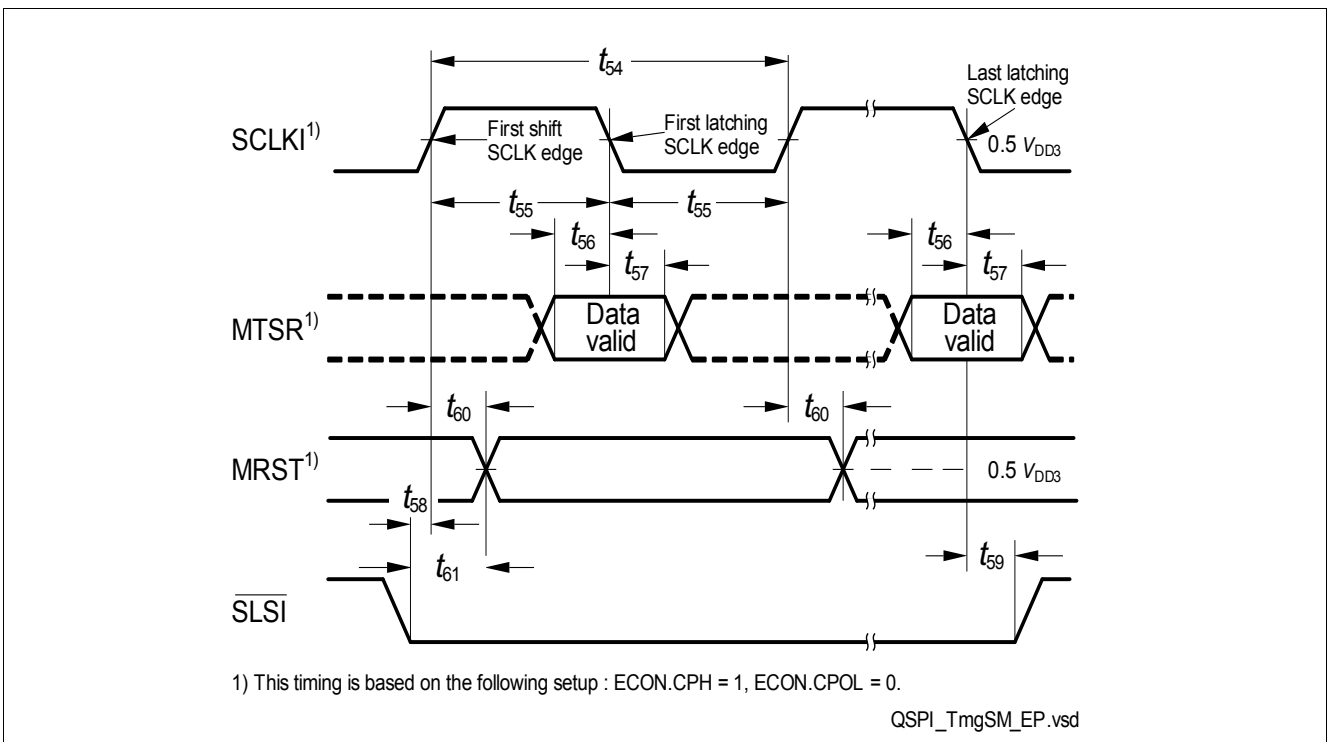 t54
Last latching
SCLK edge
SCLKI1)
First shift
SCLK edge
First latching
SCLK edge
0.5 VDD3
t55
t55
t56
t56
t57
t57
MTSR1)
Data
valid
Data
valid
t60
t60
MRST1)
0.5 VDD3
t58
t61
t59
SLSI
1) This timing is based on the following setup : ECON.CPH = 1, ECON.CPOL = 0.
QSPI_TmgSM_EP.vsd